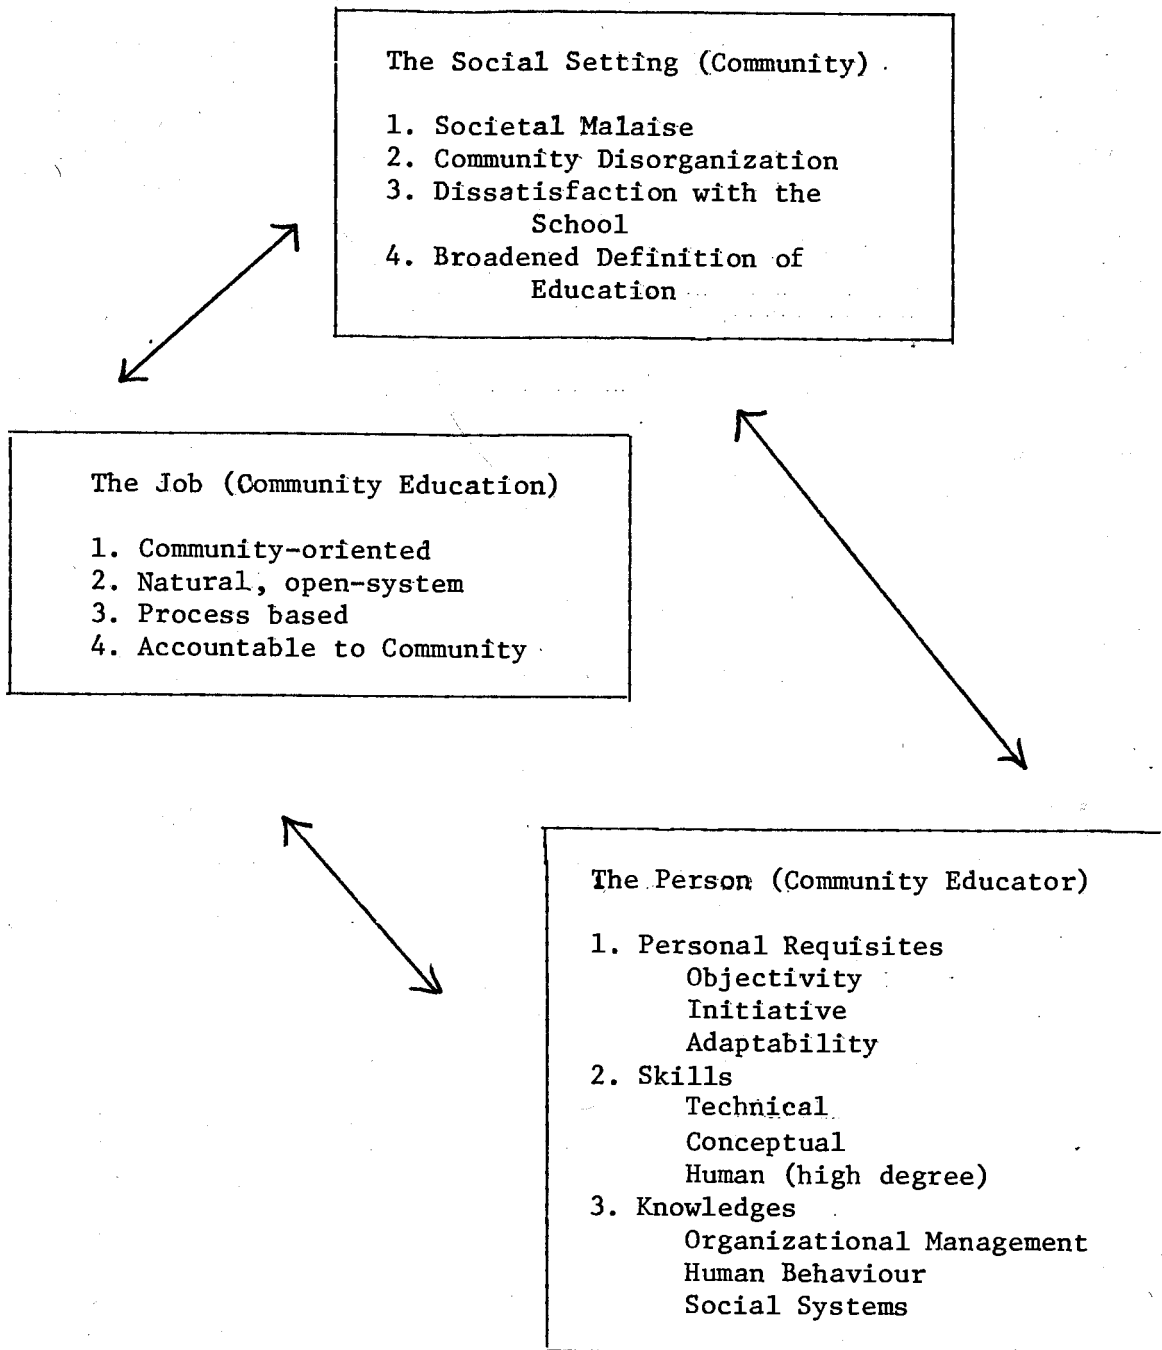 The Social Setting (Community)
1. Societal Malaise
2. Community Disorganization
3. Dissatisfaction with the
School
4. Broadened Definition of
Education
The Job (Community Education)
1. Community-oriented
2. Natural, open-system
3. Process based
4. Accountable to Community
The Person (Community Educator)
1. Personal Requisites
Objectivity
Initiative
Adaptability
2. Skills
Technical
Conceptual
Human (high degree)
3. Knowledges
Organizational Management
Human Behaviour
Social Systems